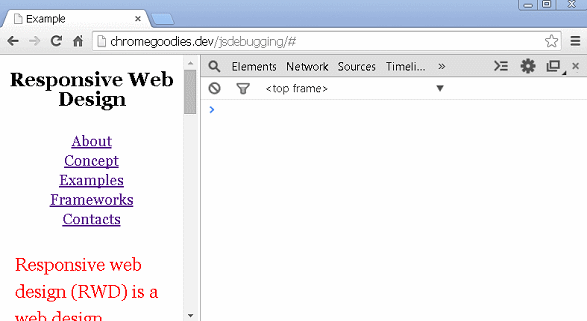 Example
chromegoodies.dev/jsdebugging/#
Responsive Web
Design
About
Concept
Examples
Frameworks
Contacts
Responsive web
design (RWD) is a
web design
Elements Network Sources Timeli... »
<top frame>